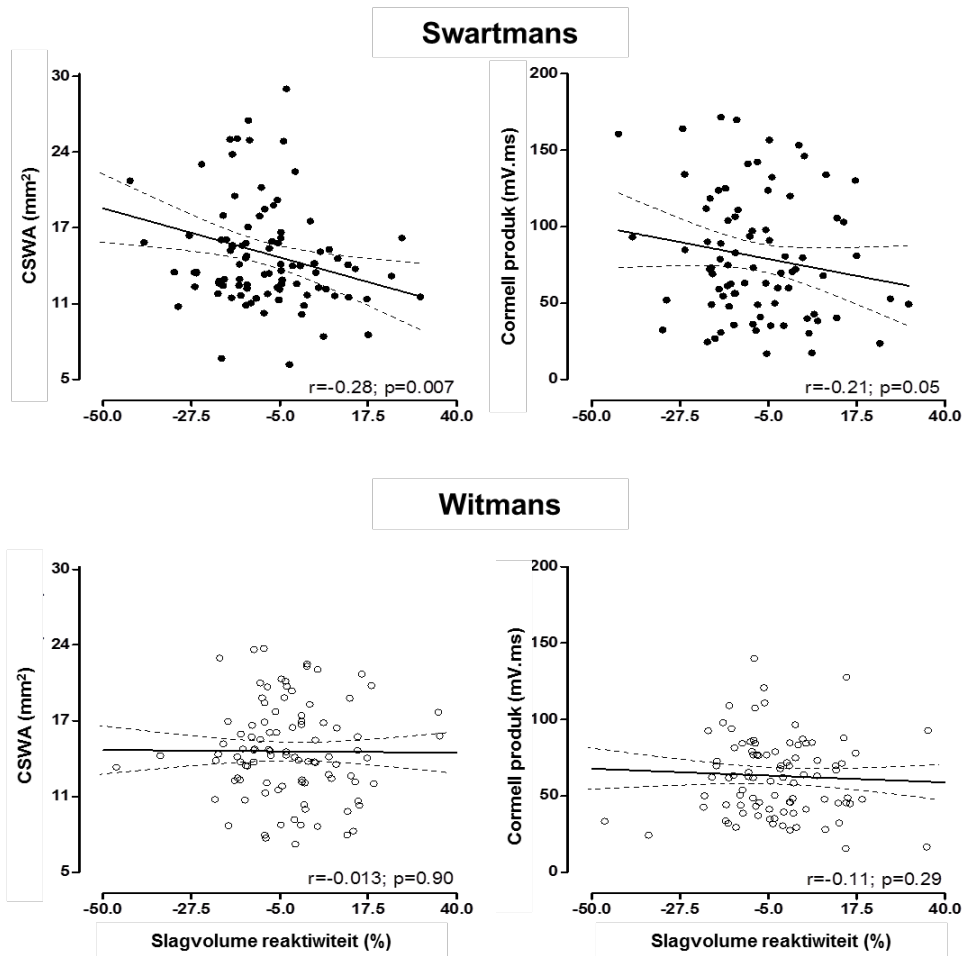 Swartmans
CSWA (mm²)
30
24
17
11
5
-50.0 -27.5 -5.0 17.5 40.0
r=-0.28; p=0.007
Cormell produk (mV.ms)
200
150
100
50
0
-50.0 -27.5 -5.0 17.5 40.0
r=-0.21; p=0.05
Witmans
CSWA (mm²)
30
24
17
11
5
-50.0 -27.5 -5.0 17.5 40.0
r=-0.013; p=0.90
Slagvolume reaktiwiteit (%)
Cormell produk (mV.ms)
200
150
100
50
0
-50.0 -27.5 -5.0 17.5 40.0
r=-0.11; p=0.29
Slagvolume reaktiwiteit (%)